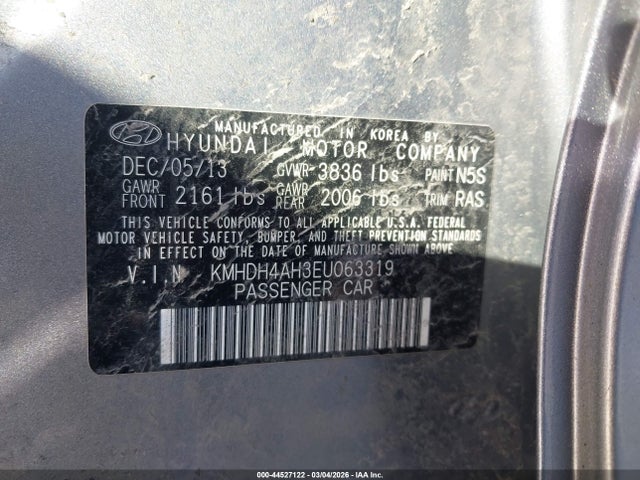 MANUFACTURED IN KOREA BY
HYUNDAI MOTOR COMPANY
DEC/05/13 GVWR 3836 lbs PAINT N5S
GAWR FRONT 2161 lbs GAWR REAR 2006 lbs TRIM RAS
THIS VEHICLE CONFORMS TO ALL APPLICABLE U.S.A. FEDERAL
MOTOR VEHICLE SAFETY, BUMPER, AND THEFT PREVENTION STANDARDS
IN EFFECT ON THE DATE OF MANUFACTURE SHOWN ABOVE.
V.I.N KMHDH4AH3EU063319
PASSENGER CAR
000-44527122 - 03/04/2026 - IAA Inc.